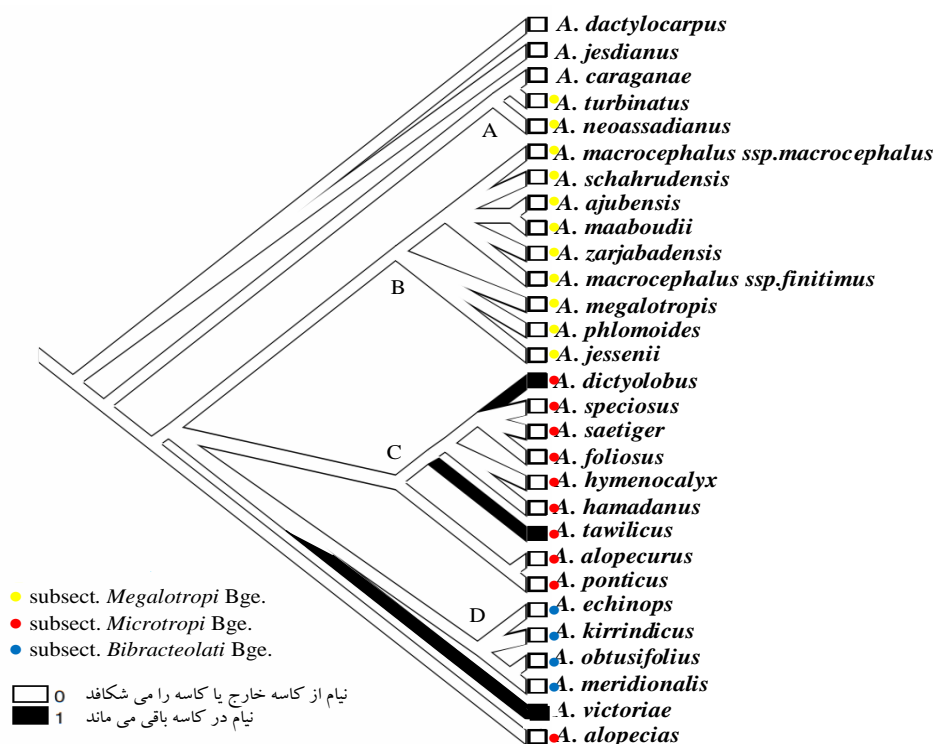 A. dactylocarpus
A. jesdianus
A. caraganae
A. turbinatus
A. neoassadianus
A. macrocephalus ssp.macrocephalus
A. schahrudensis
A. ajubensis
A. maaboudii
A. zarjabadensis
A. macrocephalus ssp.finitimus
A. megalotropis
A. phlomoides
A. jessenii
A. dictyolobus
A. speciosus
A. saetiger
A. foliosus
A. hymenocalyx
A. hamadanus
A. tawilicus
A. alopecurus
A. ponticus
A. echinops
A. kirrindicus
A. obtusifolius
A. meridionalis
A. victoriae
A. alopecias
A
B
C
D
subsect. Megalotropi Bge.
subsect. Microtropi Bge.
subsect. Bibracteolati Bge.
0 نیام از کاسه خارج یا کاسه را می شکافد
1 نیام در کاسه باقی می ماند